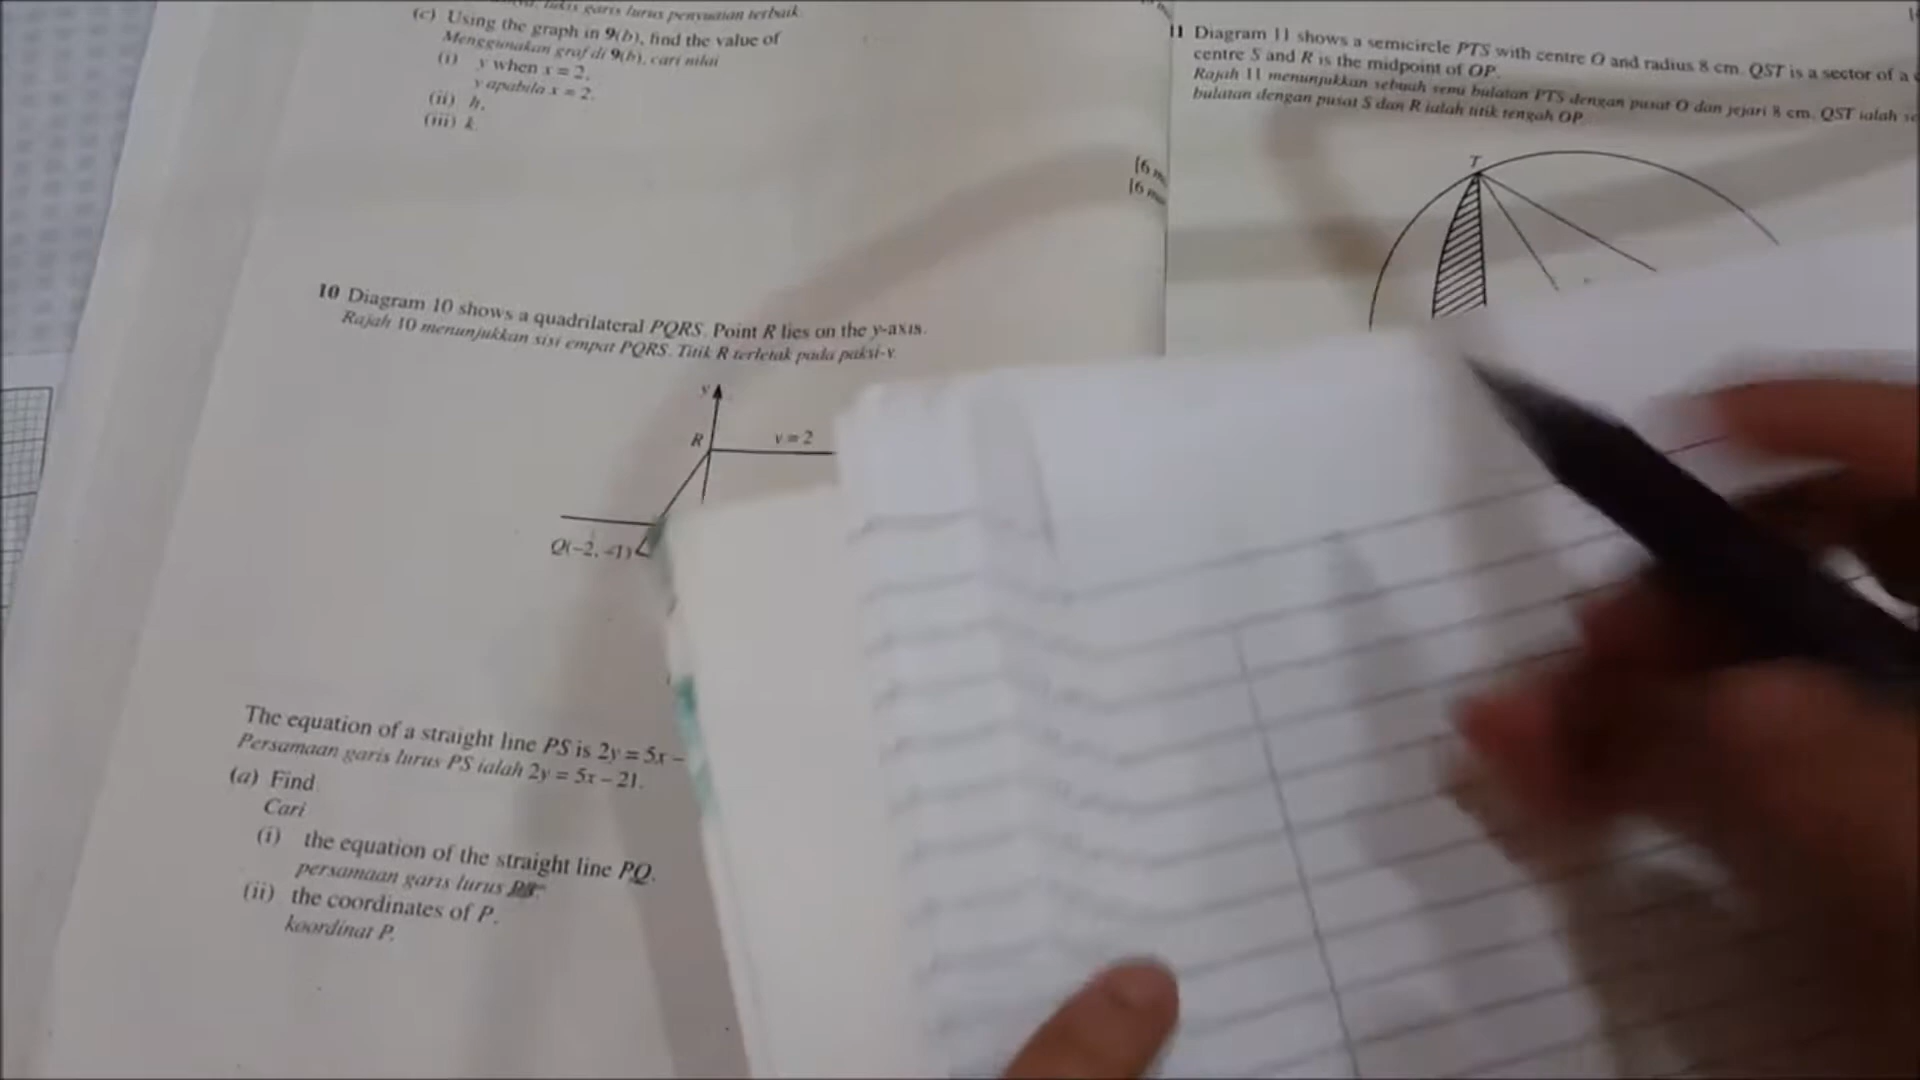 garis lurus penyuaian terbaik
(c) Using the graph in 9(b), find the value of
Menggunakan graf di 9(b), cari nilai
(i) y when x = 2,
y apabila x = 2.
(ii) h,
(iii) k
[6
[6
10 Diagram 10 shows a quadrilateral PQRS. Point R lies on the y-axis.
Rajah 10 menunjukkan sisi empat PQRS. Titik R terletak pada paksi-y.
y
R
y = 2
Q(-2, -1)
The equation of a straight line PS is 2y = 5x –
Persamaan garis lurus PS ialah 2y = 5x – 21.
(a) Find
Cari
(i) the equation of the straight line PQ.
persamaan garis lurus
(ii) the coordinates of P.
koordinat P.
11 Diagram 11 shows a semicircle PTS with centre O and radius 8 cm. QST is a sector of a
centre S and R is the midpoint of OP.
Rajah 11 menunjukkan sebuah semi bulatan PTS dengan pusat O dan jejari 8 cm. QST ialah
bulatan dengan pusat S dan R ialah titik tengah OP.
T